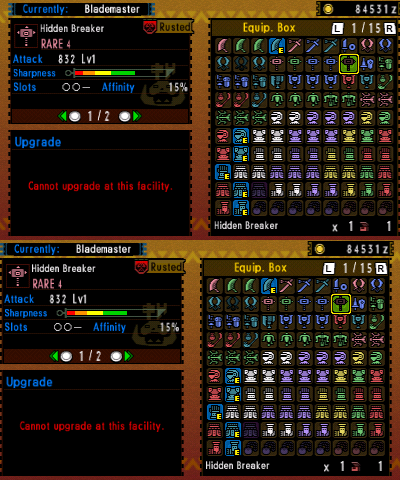 Currently: Blademaster
84531z
Hidden Breaker
Rusted
RARE 4
Attack 832 Lv1
Sharpness
Slots ○○― Affinity 15%
1/2
Upgrade
Cannot upgrade at this facility.
Equip. Box L 1/15 R
E
E
E
E
E
E
Hidden Breaker x 1 1
Currently: Blademaster
84531z
Hidden Breaker
Rusted
RARE 4
Attack 832 Lv1
Sharpness
Slots ○○― Affinity 15%
1/2
Upgrade
Cannot upgrade at this facility.
Equip. Box L 1/15 R
E
E
E
E
E
E
Hidden Breaker x 1 1